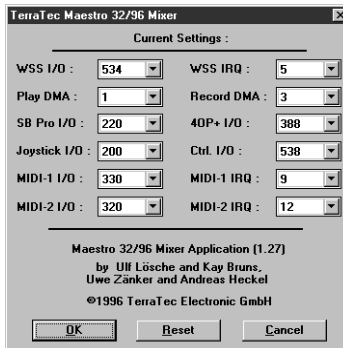 TerraTec Maestro 32/96 Mixer
Current Settings :
WSS I/O : 534 WSS IRQ : 5
Play DMA : 1 Record DMA : 3
SB Pro I/O : 220 4OP+ I/O : 388
Joystick I/O : 200 Ctrl. I/O : 538
MIDI-1 I/O : 330 MIDI-1 IRQ : 9
MIDI-2 I/O : 320 MIDI-2 IRQ : 12
Maestro 32/96 Mixer Application (1.27)
by Ulf Lösche and Kay Bruns,
Uwe Zänker and Andreas Heckel
©1996 TerraTec Electronic GmbH
OK Reset Cancel